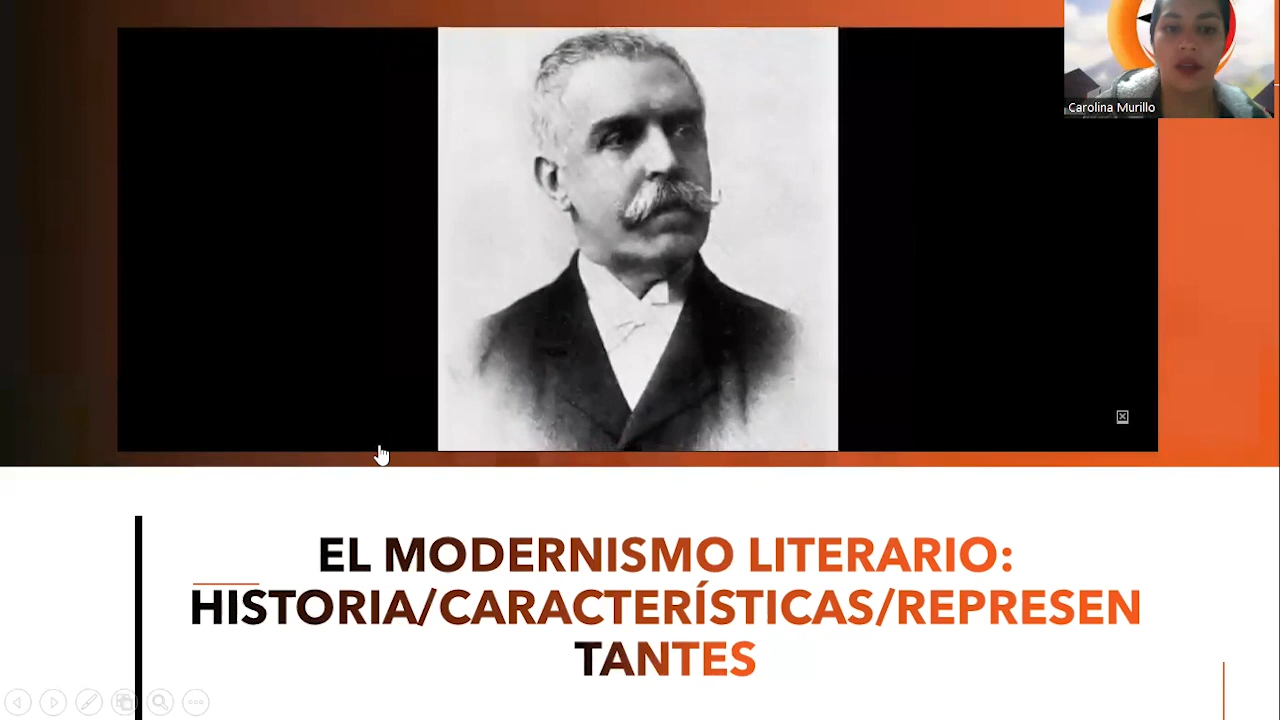 Carolina Murillo
EL MODERNISMO LITERARIO:
HISTORIA/CARACTERÍSTICAS/REPRESEN
TANTES